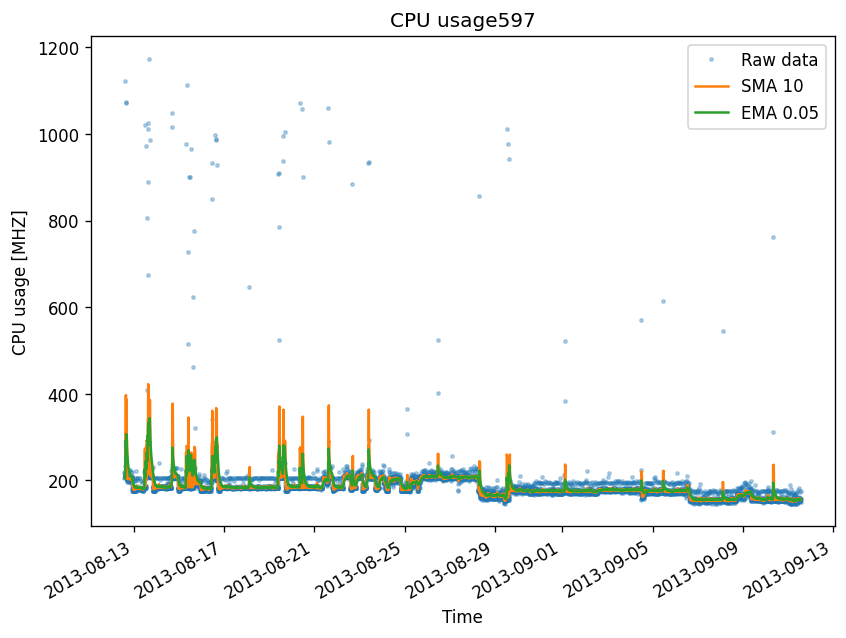 CPU usage597
1200
1000
800
600
400
200
CPU usage [MHZ]
Raw data
SMA 10
EMA 0.05
2013-08-13
2013-08-17
2013-08-21
2013-08-25
2013-08-29
2013-09-01
2013-09-05
2013-09-09
2013-09-13
Time